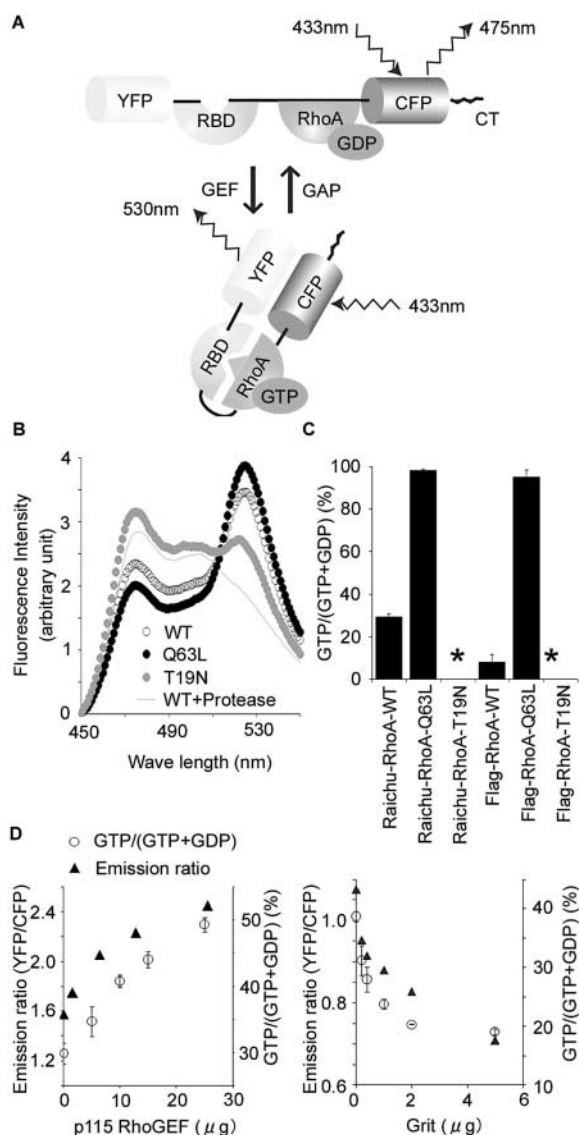 A
433nm
475nm
YFP
RBD
RhoA
CFP
GDP
CT
GEF
GAP
530nm
YFP
CFP
433nm
RBD
RhoA
GTP
B
Fluorescence Intensity
(arbitrary unit)
4
3
2
1
0
WT
Q63L
T19N
WT+Protease
450
490
530
Wave length (nm)
C
GTP/(GTP+GDP) (%)
100
80
60
40
20
0
*
*
Raichu-RhoA-WT
Raichu-RhoA-Q63L
Raichu-RhoA-T19N
Flag-RhoA-WT
Flag-RhoA-Q63L
Flag-RhoA-T19N
D
GTP/(GTP+GDP)
Emission ratio
Emission ratio (YFP/CFP)
2.4
2.0
1.6
1.2
GTP/(GTP+GDP) (%)
50
40
30
0 10 20 30
p115 RhoGEF (μg)
Emission ratio (YFP/CFP)
1.0
0.8
0.6
GTP/(GTP+GDP) (%)
40
30
20
10
0 2 4 6
Grit (μg)